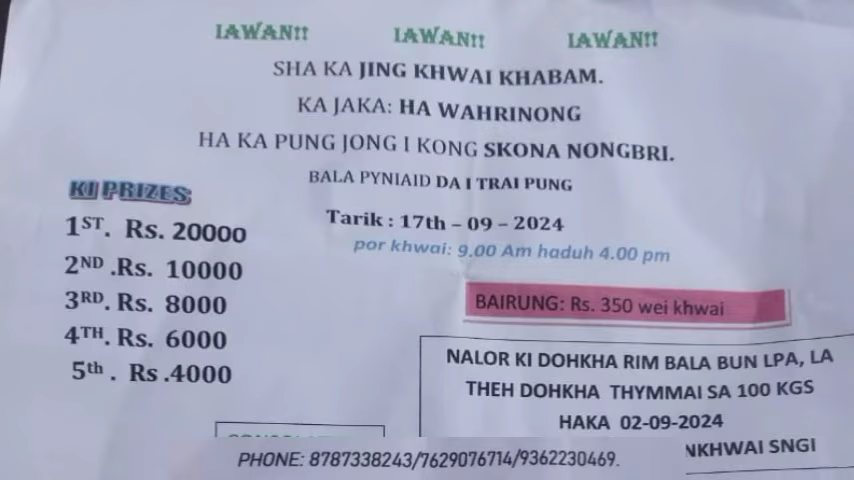 IAWAN!! IAWAN!! IAWAN!!
SHA KA JING KHWAI KHABAM.
KA JAKA: HA WAHRINONG
HA KA PUNG JONG I KONG SKONA NONGBRI.
BALA PYNIAID DA I TRAI PUNG
KI PRIZES
1ST. Rs. 20000
2ND .Rs. 10000
3RD. Rs. 8000
4TH. Rs. 6000
5th . Rs .4000
Tarik : 17th – 09 – 2024
por khwai: 9.00 Am haduh 4.00 pm
BAIRUNG: Rs. 350 wei khwai
NALOR KI DOHKHA RIM BALA BUN LPA, LA
THEH DOHKHA THYMMAI SA 100 KGS
HAKA 02-09-2024
NKHWAI SNGI
PHONE: 8787338243/7629076714/9362230469.